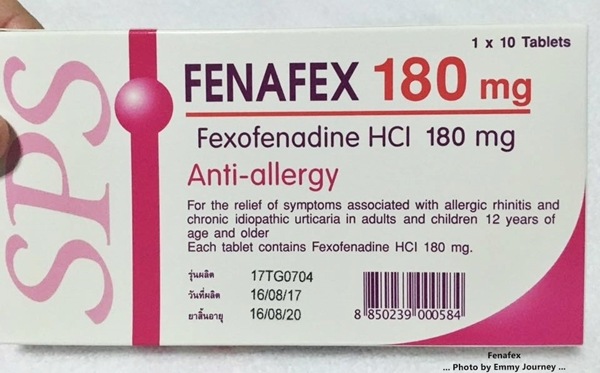 SPS
1 x 10 Tablets
FENAFEX 180 mg
Fexofenadine HCl 180 mg
Anti-allergy
For the relief of symptoms associated with allergic rhinitis and
chronic idiopathic urticaria in adults and children 12 years of
age and older
Each tablet contains Fexofenadine HCl 180 mg.
รุ่นผลิต 17TG0704
วันที่ผลิต 16/08/17
ยาสิ้นอายุ 16/08/20
8 850239 000584
Fenafex
... Photo by Emmy Journey ...